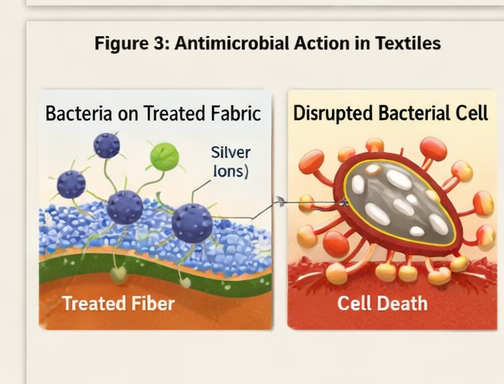 Figure 3: Antimicrobial Action in Textiles
Bacteria on Treated Fabric
Silver
Ions)
Treated Fiber
Disrupted Bacterial Cell
Cell Death